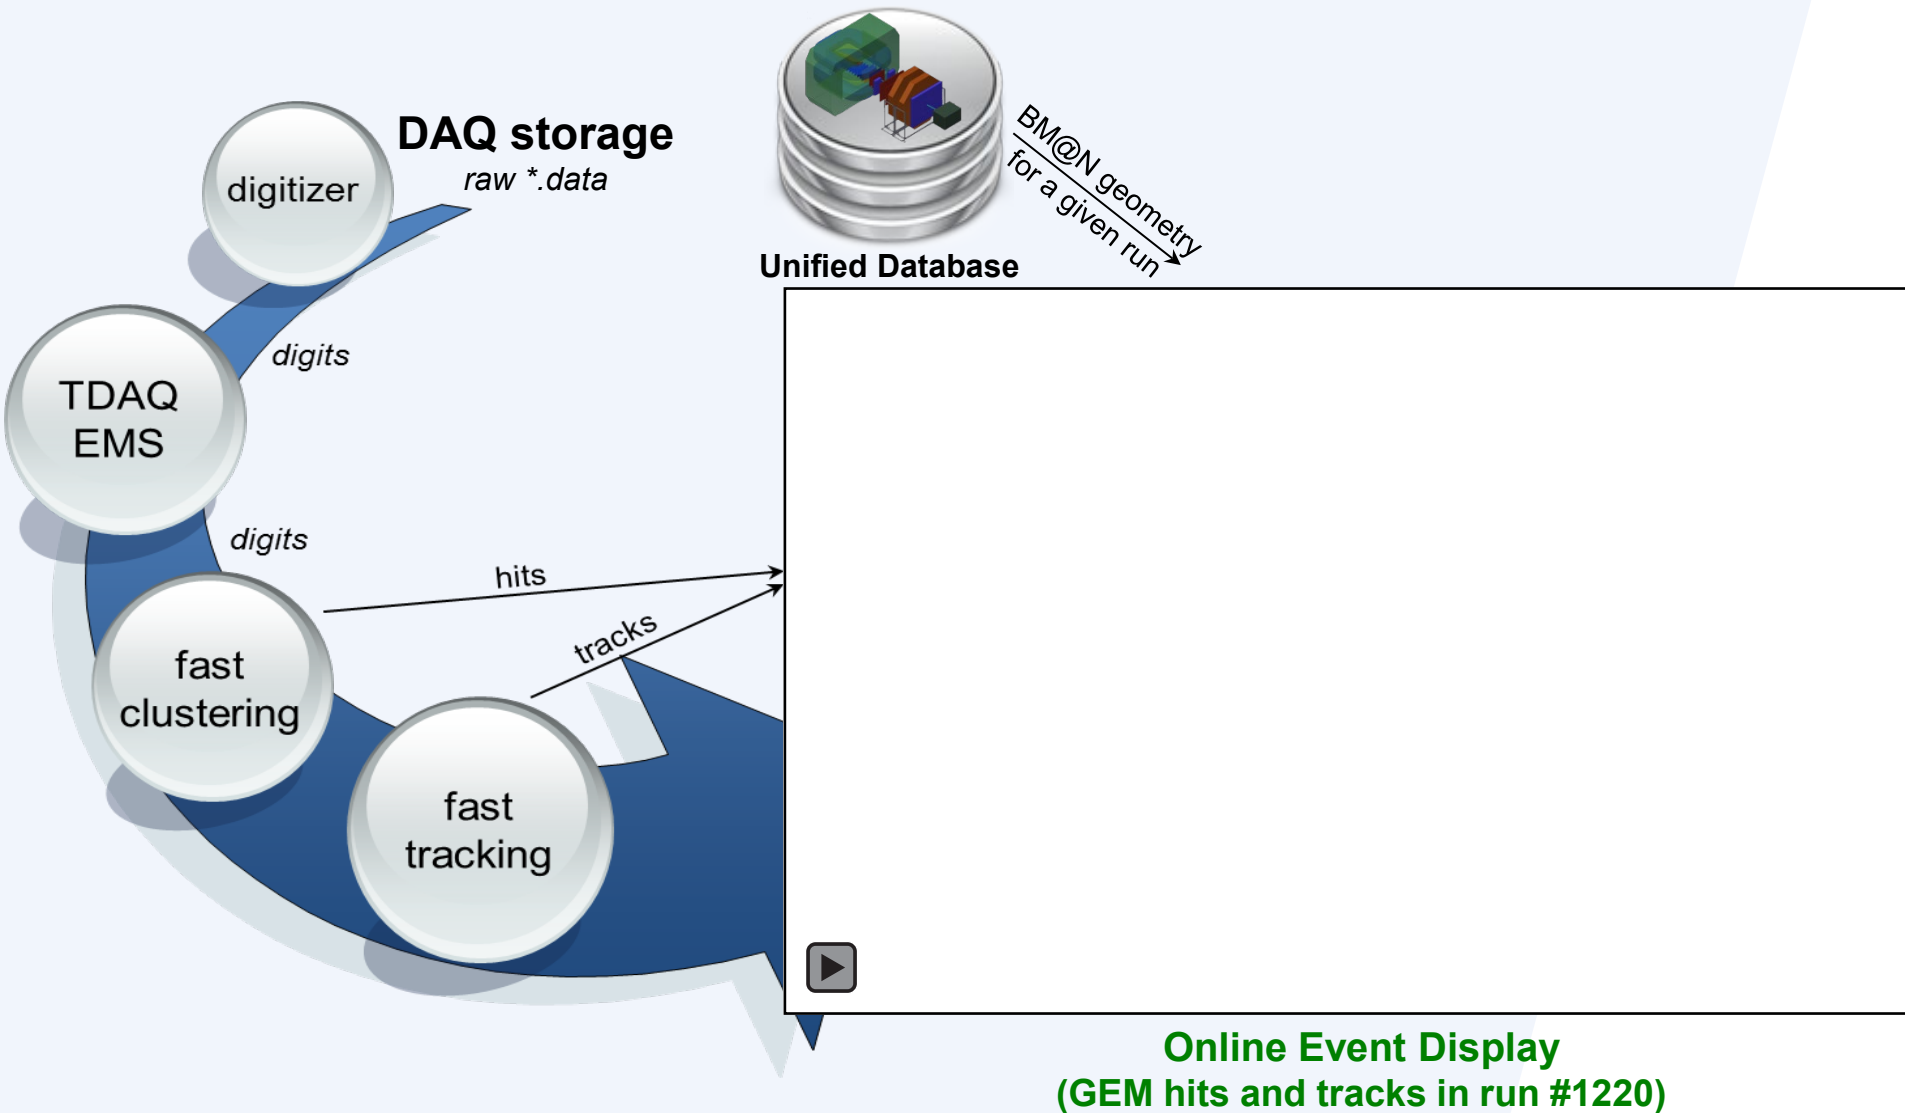 DAQ storage
raw *.data
digitizer
BM@N geometry
for a given run
Unified Database
digits
TDAQ
EMS
digits
hits
tracks
fast
clustering
fast
tracking
Online Event Display
(GEM hits and tracks in run #1220)